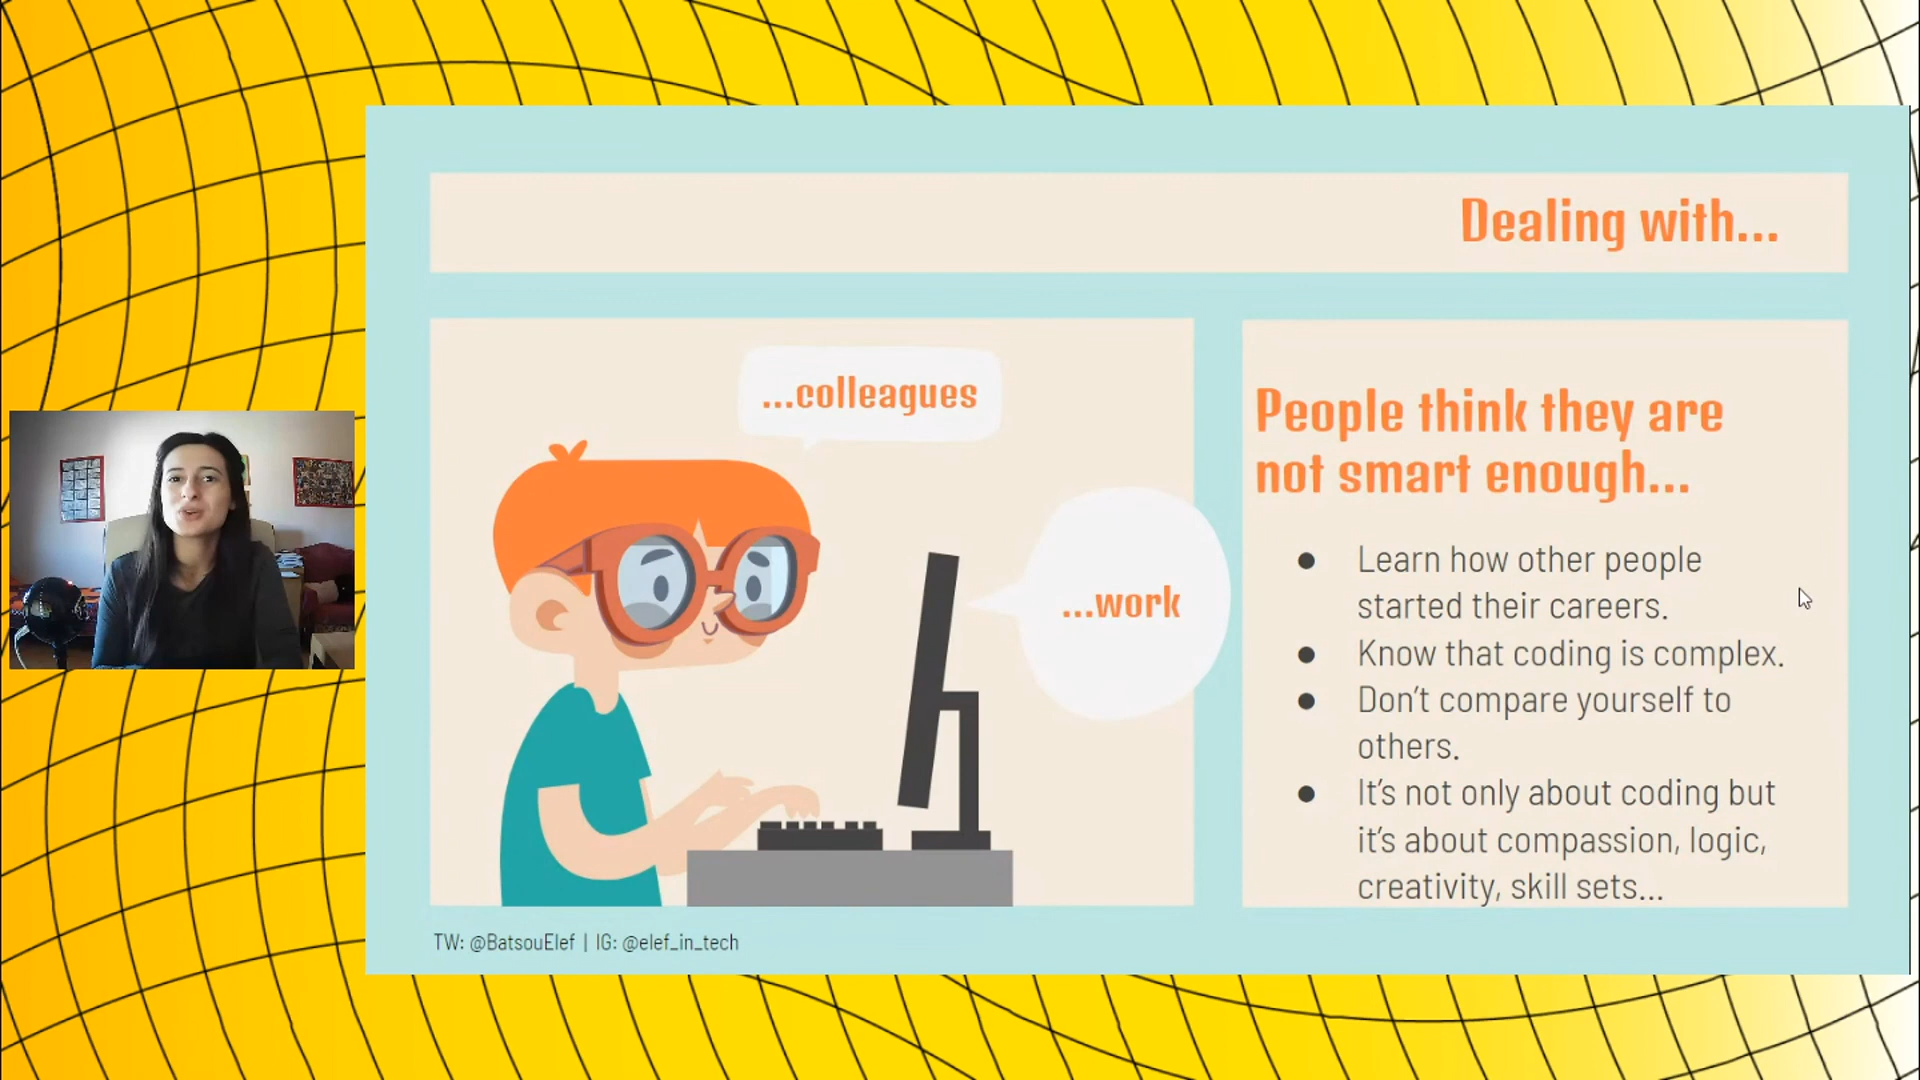 Dealing with...
...colleagues
...work
People think they are
not smart enough...
● Learn how other people
started their careers.
● Know that coding is complex.
● Don't compare yourself to
others.
● It's not only about coding but
it's about compassion, logic,
creativity, skill sets...
TW: @BatsouElef | IG: @elef_in_tech